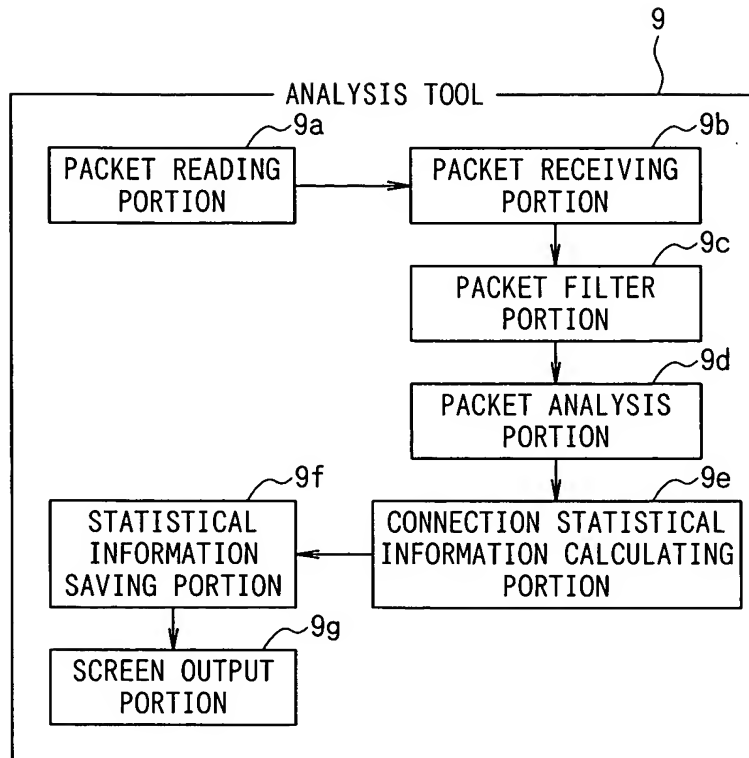 9
ANALYSIS TOOL
9a
PACKET READING
PORTION
9b
PACKET RECEIVING
PORTION
9c
PACKET FILTER
PORTION
9d
PACKET ANALYSIS
PORTION
9e
CONNECTION STATISTICAL
INFORMATION CALCULATING
PORTION
9f
STATISTICAL
INFORMATION
SAVING PORTION
9g
SCREEN OUTPUT
PORTION